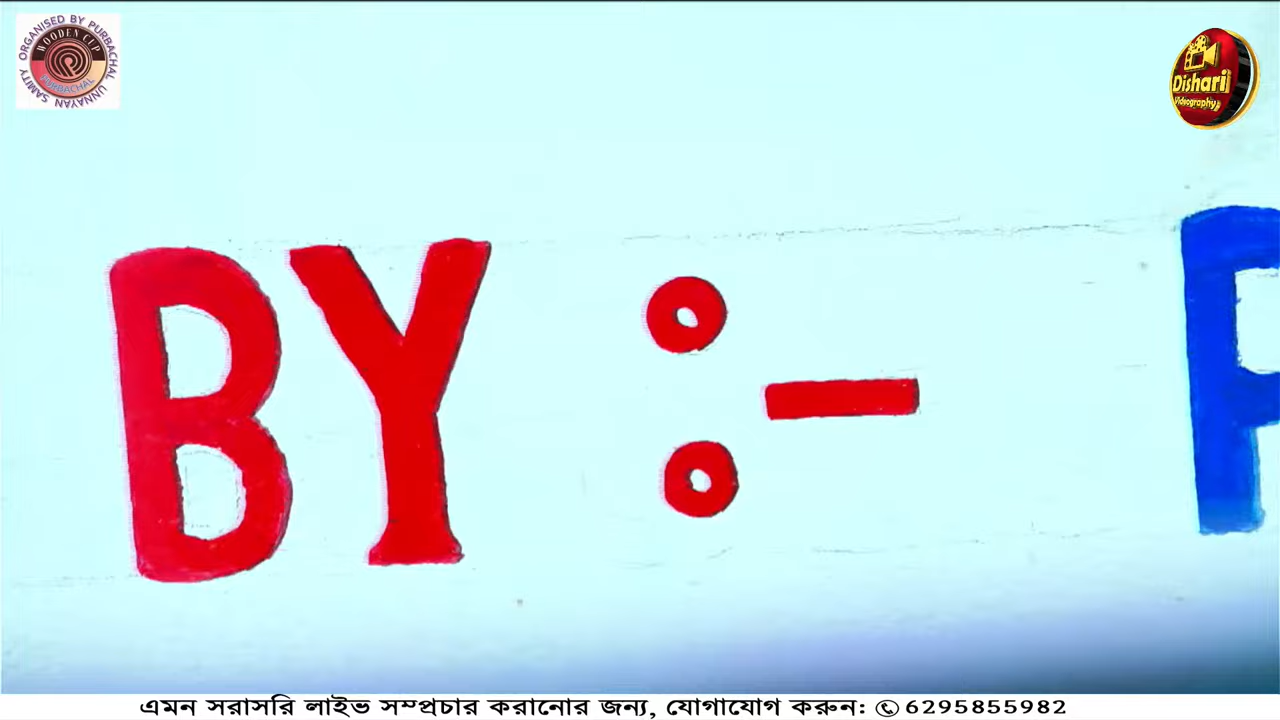 ORGANISED BY PURBACHAL UNNAYAN SAMITY
WOODEN CUP
PURBACHAL
Dishari
Videography
BY :- P
এমন সরাসরি লাইভ সম্প্রচার করানোর জন্য, যোগাযোগ করুন: 6295855982